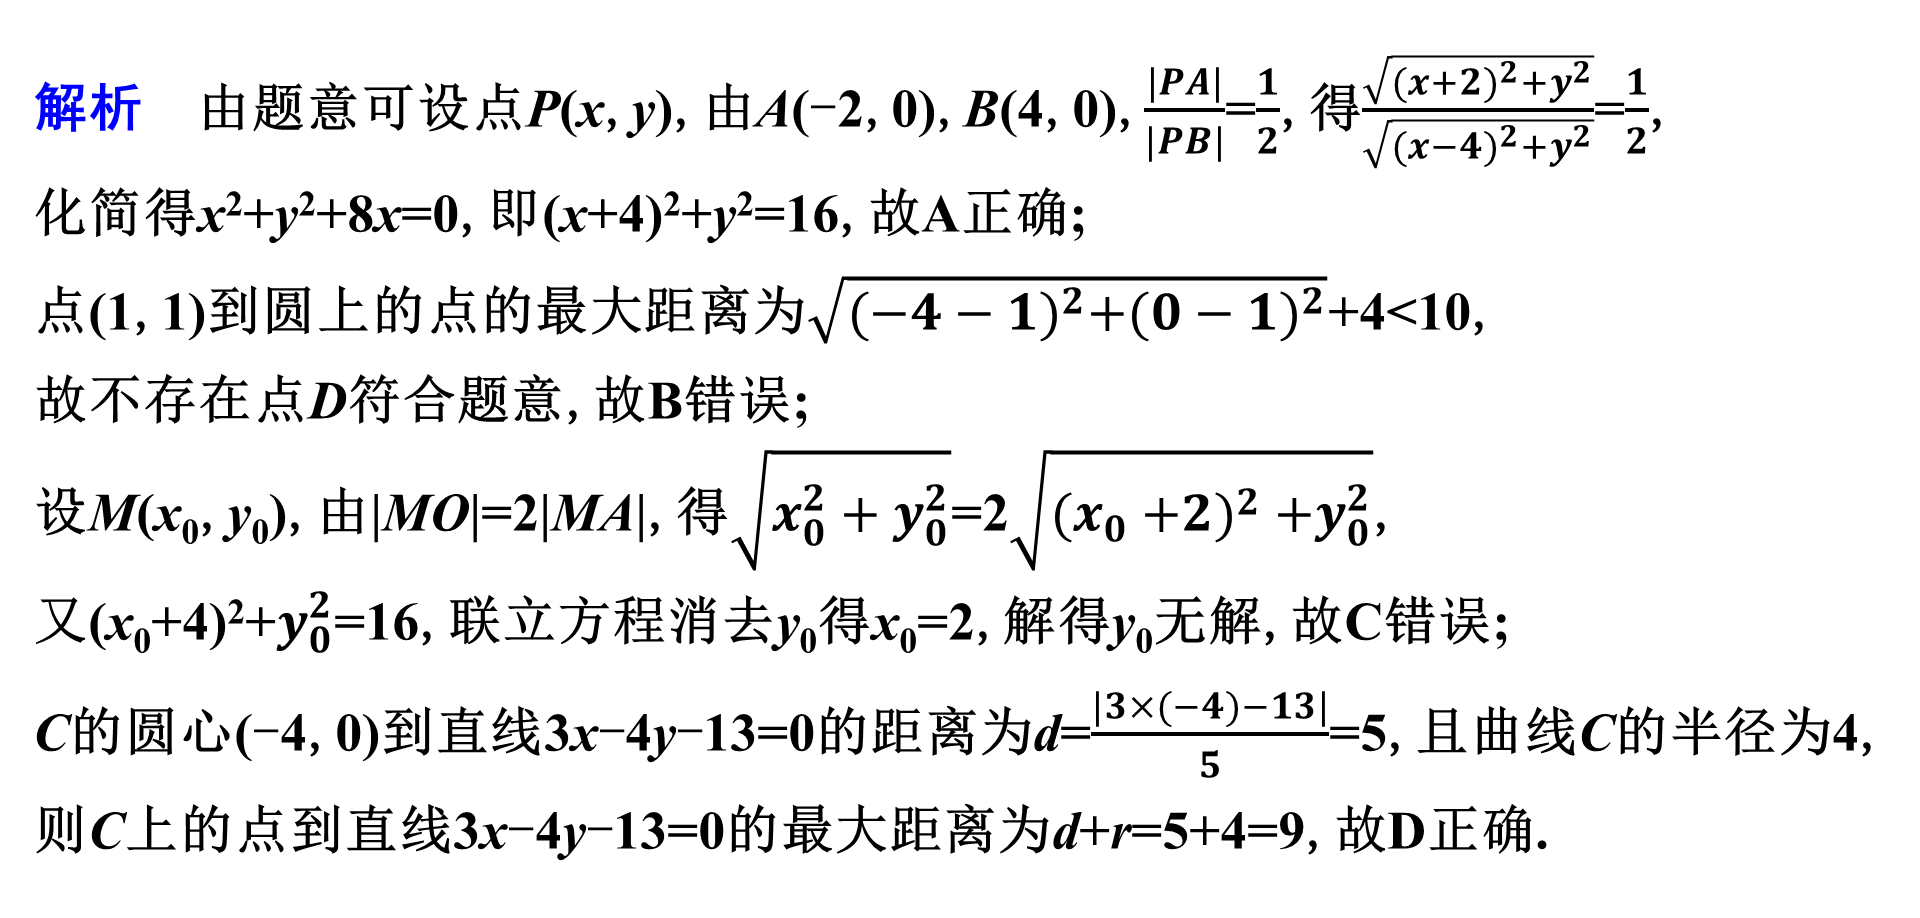 解析 由题意可设点P(x, y), 由A(−2, 0), B(4, 0), |PA|/|PB|=1/2, 得√((x+2)²+y²)/√((x−4)²+y²)=1/2,
化简得x²+y²+8x=0, 即(x+4)²+y²=16, 故A正确;
点(1, 1)到圆上的点的最大距离为√((−4 − 1)²+(0 − 1)²)+4<10,
故不存在点D符合题意, 故B错误;
设M(x₀, y₀), 由|MO|=2|MA|, 得√(x₀² + y₀²)=2√((x₀ +2)² +y₀²),
又(x₀+4)²+y₀²=16, 联立方程消去y₀得x₀=2, 解得y₀无解, 故C错误;
C的圆心(−4, 0)到直线3x−4y−13=0的距离为d=|3×(−4)−13|/5=5, 且曲线C的半径为4,
则C上的点到直线3x−4y−13=0的最大距离为d+r=5+4=9, 故D正确.